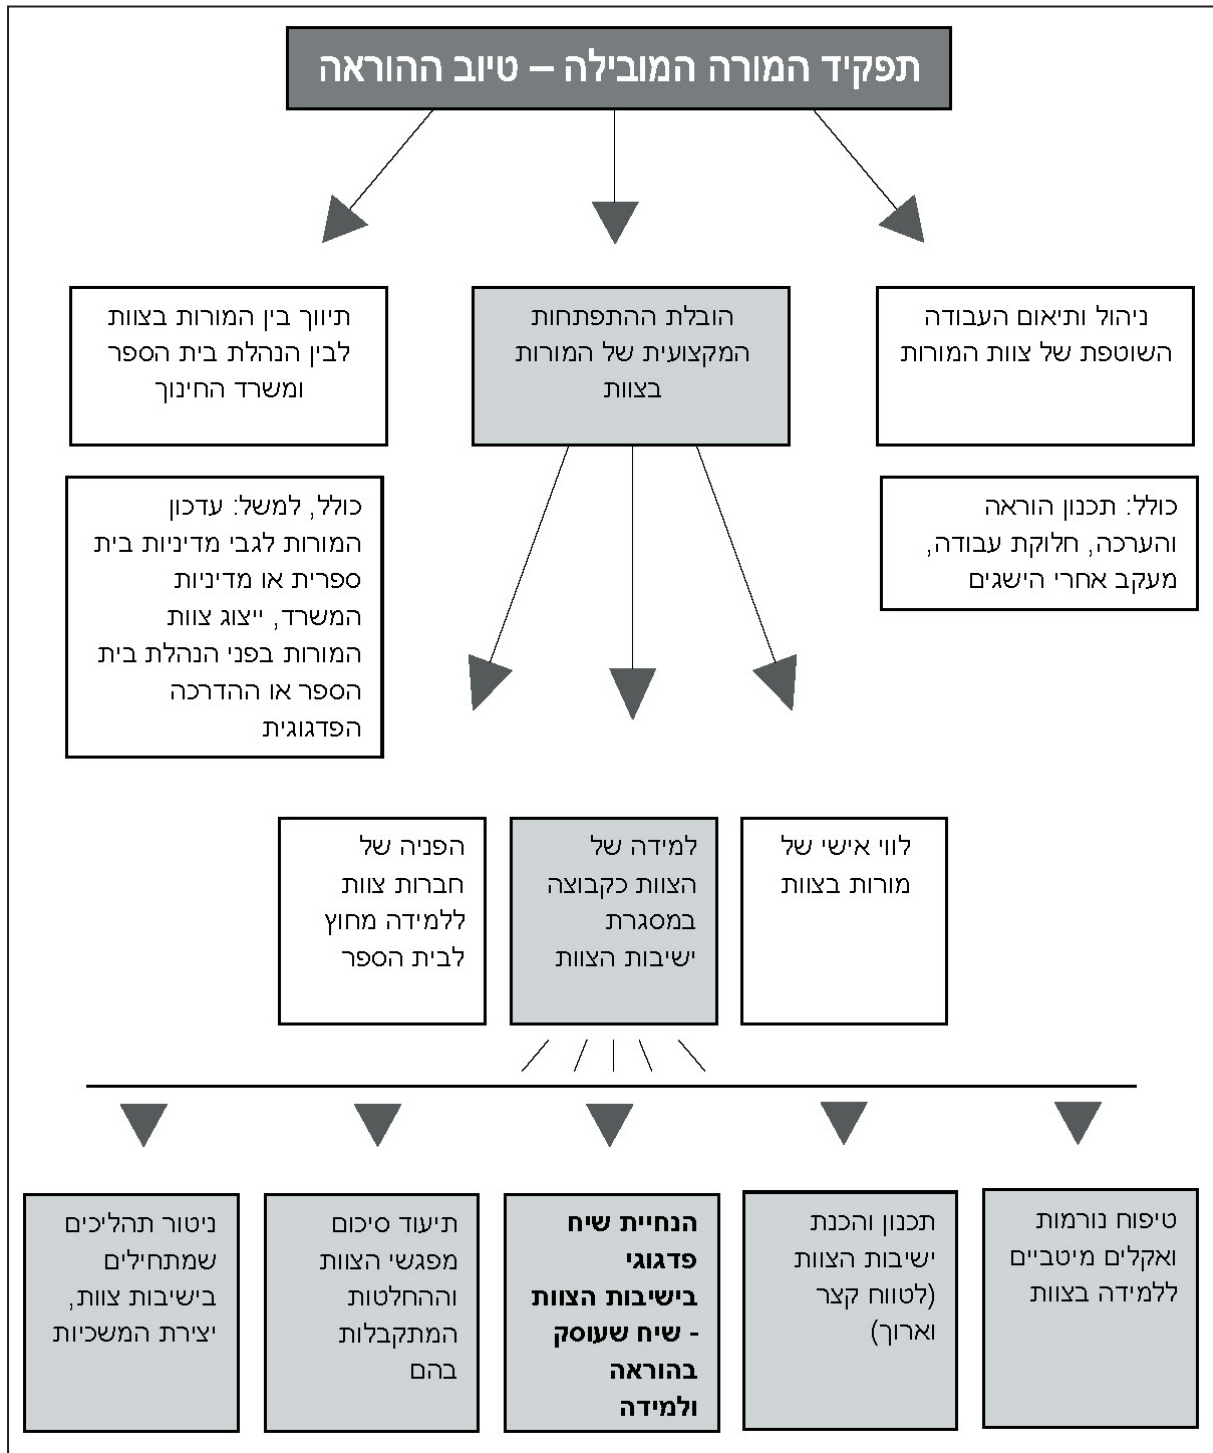 תפקיד המורה המובילה – טיוב ההוראה
ניהול ותיאום העבודה
השוטפת של צוות המורות
הובלת ההתפתחות
המקצועית של המורות
בצוות
תיווך בין המורות בצוות
לבין הנהלת בית הספר
ומשרד החינוך
כולל: תכנון הוראה
והערכה, חלוקת עבודה,
מעקב אחרי הישגים
כולל, למשל: עדכון
המורות לגבי מדיניות בית
ספרית או מדיניות
המשרד, ייצוג צוות
המורות בפני הנהלת בית
הספר או ההדרכה
הפדגוגית
לווי אישי של
מורות בצוות
למידה של
הצוות כקבוצה
במסגרת
ישיבות הצוות
הפניה של
חברות צוות
ללמידה מחוץ
לבית הספר
טיפוח נורמות
ואקלים מיטביים
ללמידה בצוות
תכנון והכנת
ישיבות הצוות
(לטווח קצר
וארוך)
הנחיית שיח
פדגוגי
בישיבות הצוות
- שיח שעוסק
בהוראה
ולמידה
תיעוד סיכום
מפגשי הצוות
וההחלטות
המתקבלות
בהם
ניטור תהליכים
שמתחילים
בישיבות צוות,
יצירת המשכיות